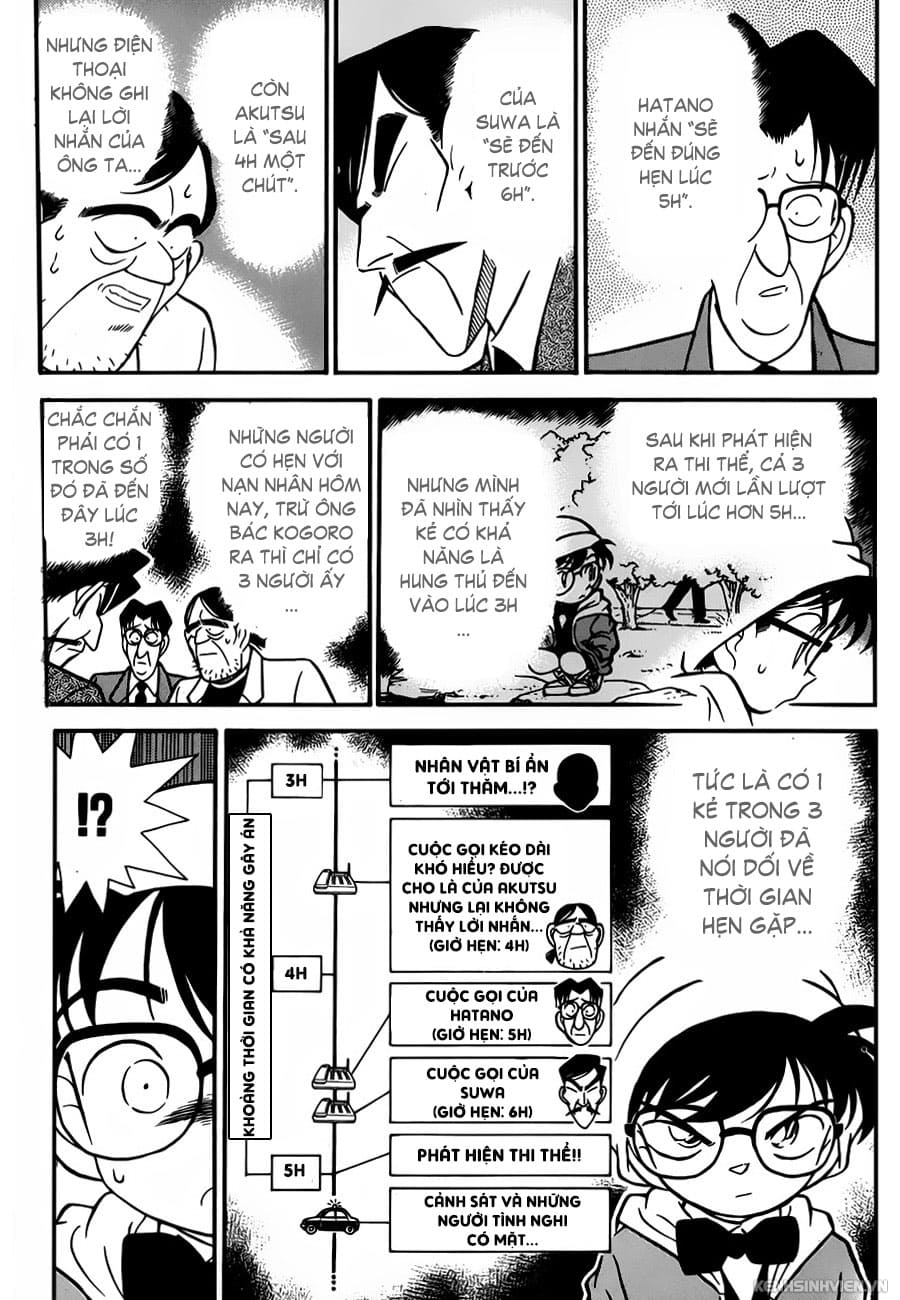 HATANO
NHẮN "SẼ
ĐẾN ĐÚNG
HẸN LÚC
5H".
CỦA
SUWA LÀ
"SẼ ĐẾN
TRƯỚC
6H".
CÒN
AKUTSU
LÀ "SAU
4H MỘT
CHÚT".
NHƯNG ĐIỆN
THOẠI
KHÔNG GHI
LẠI LỜI
NHẮN CỦA
ÔNG TA...
SAU KHI PHÁT HIỆN
RA THI THỂ, CẢ 3
NGƯỜI MỚI LẦN LƯỢT
TỚI LÚC HƠN 5H...
NHƯNG MÌNH
ĐÃ NHÌN THẤY
KẺ CÓ KHẢ
NĂNG LÀ
HUNG THỦ ĐẾN
VÀO LÚC 3H
...
NHỮNG NGƯỜI
CÓ HẸN VỚI
NẠN NHÂN HÔM
NAY, TRỪ ÔNG
BÁC KOGORO
RA THÌ CHỈ CÓ
3 NGƯỜI ẤY
...
CHẮC CHẮN
PHẢI CÓ 1
TRONG SỐ
ĐÓ ĐÃ ĐẾN
ĐÂY LÚC
3H!
TỨC LÀ CÓ 1
KẺ TRONG 3
NGƯỜI ĐÃ
NÓI DỐI VỀ
THỜI GIAN
HẸN GẶP...
KHOẢNG THỜI GIAN CÓ KHẢ NĂNG GÂY ÁN
3H
NHÂN VẬT BÍ ẨN
TỚI THĂM...!?
CUỘC GỌI KÉO DÀI
KHÓ HIỂU? ĐƯỢC
CHO LÀ CỦA AKUTSU
NHƯNG LẠI KHÔNG
THẤY LỜI NHẮN...
(GIỜ HẸN: 4H)
4H
CUỘC GỌI CỦA
HATANO
(GIỜ HẸN: 5H)
CUỘC GỌI CỦA
SUWA
(GIỜ HẸN: 6H)
5H
PHÁT HIỆN THI THỂ!!
CẢNH SÁT VÀ NHỮNG
NGƯỜI TÌNH NGHI
CÓ MẶT...
!?
KENHSINHVIEN.VN